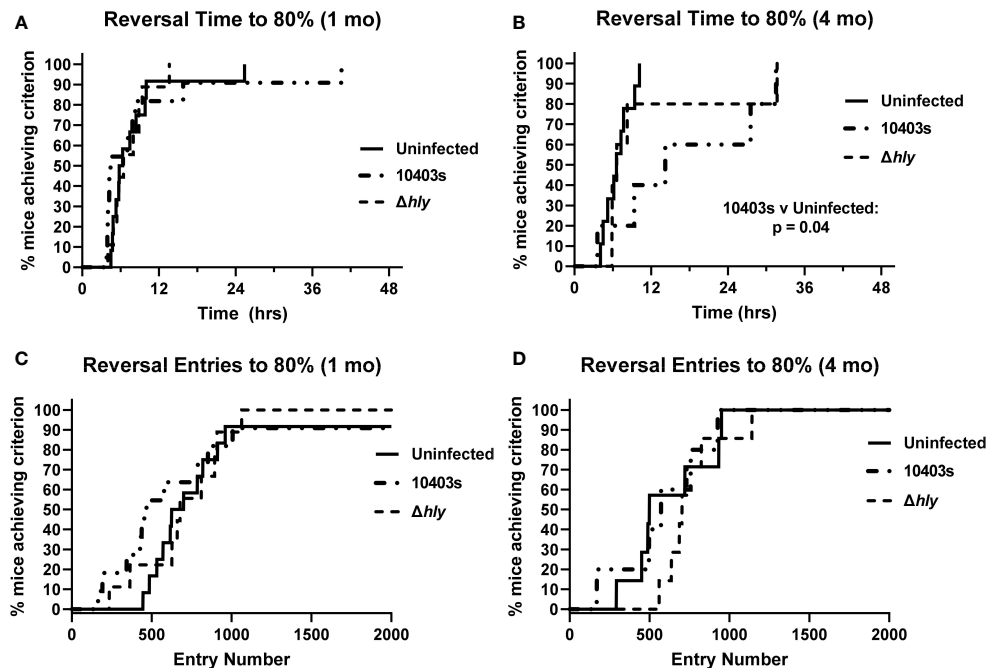 A
Reversal Time to 80% (1 mo)
% mice achieving criterion
100
90
80
70
60
50
40
30
20
10
0
0 12 24 36 48
Time (hrs)
Uninfected
10403s
Δhly
B
Reversal Time to 80% (4 mo)
% mice achieving criterion
100
90
80
70
60
50
40
30
20
10
0
0 12 24 36 48
Time (hrs)
Uninfected
10403s
Δhly
10403s v Uninfected:
p = 0.04
C
Reversal Entries to 80% (1 mo)
% mice achieving criterion
100
90
80
70
60
50
40
30
20
10
0
0 500 1000 1500 2000
Entry Number
Uninfected
10403s
Δhly
D
Reversal Entries to 80% (4 mo)
% mice achieving criterion
100
90
80
70
60
50
40
30
20
10
0
0 500 1000 1500 2000
Entry Number
Uninfected
10403s
Δhly